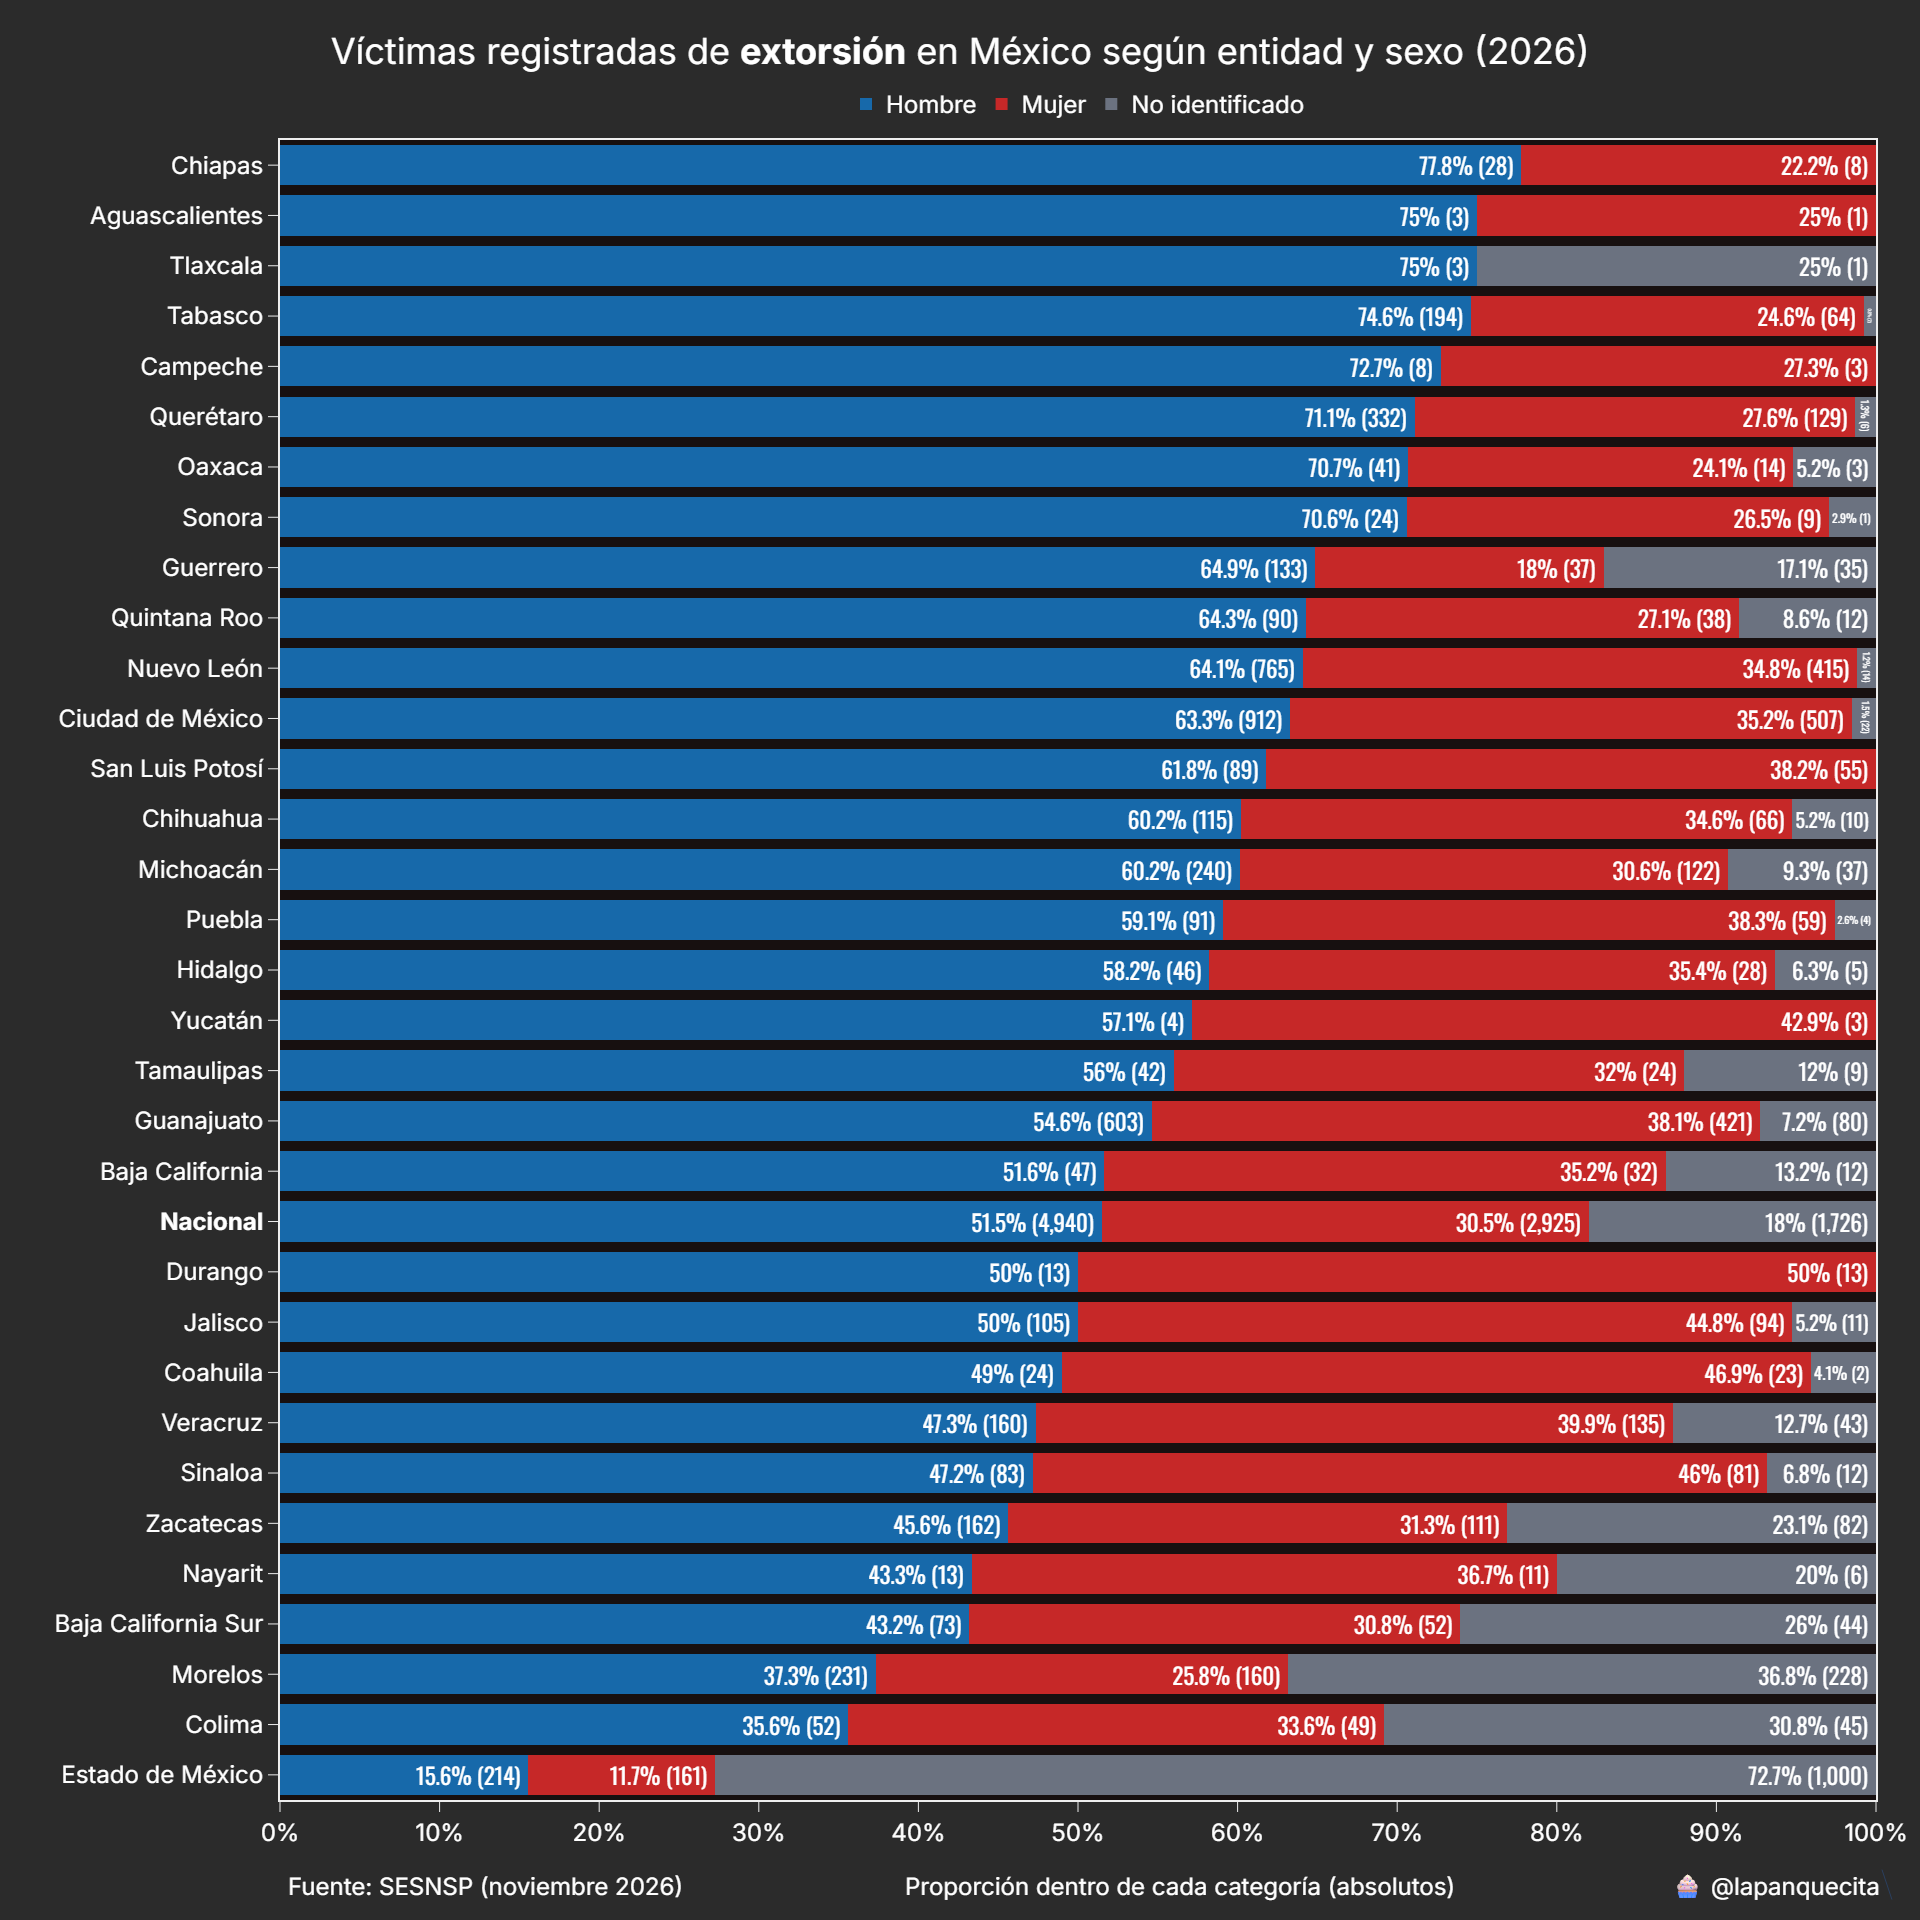 Víctimas registradas de extorsión en México según entidad y sexo (2026)
Hombre Mujer No identificado
Chiapas 77.8% (28) 22.2% (8)
Aguascalientes 75% (3) 25% (1)
Tlaxcala 75% (3) 25% (1)
Tabasco 74.6% (194) 24.6% (64)
Campeche 72.7% (8) 27.3% (3)
Querétaro 71.1% (332) 27.6% (129) 1.3% (6)
Oaxaca 70.7% (41) 24.1% (14) 5.2% (3)
Sonora 70.6% (24) 26.5% (9) 2.9% (1)
Guerrero 64.9% (133) 18% (37) 17.1% (35)
Quintana Roo 64.3% (90) 27.1% (38) 8.6% (12)
Nuevo León 64.1% (765) 34.8% (415) 1.2% (14)
Ciudad de México 63.3% (912) 35.2% (507) 1.5% (22)
San Luis Potosí 61.8% (89) 38.2% (55)
Chihuahua 60.2% (115) 34.6% (66) 5.2% (10)
Michoacán 60.2% (240) 30.6% (122) 9.3% (37)
Puebla 59.1% (91) 38.3% (59) 2.6% (4)
Hidalgo 58.2% (46) 35.4% (28) 6.3% (5)
Yucatán 57.1% (4) 42.9% (3)
Tamaulipas 56% (42) 32% (24) 12% (9)
Guanajuato 54.6% (603) 38.1% (421) 7.2% (80)
Baja California 51.6% (47) 35.2% (32) 13.2% (12)
Nacional 51.5% (4,940) 30.5% (2,925) 18% (1,726)
Durango 50% (13) 50% (13)
Jalisco 50% (105) 44.8% (94) 5.2% (11)
Coahuila 49% (24) 46.9% (23) 4.1% (2)
Veracruz 47.3% (160) 39.9% (135) 12.7% (43)
Sinaloa 47.2% (83) 46% (81) 6.8% (12)
Zacatecas 45.6% (162) 31.3% (111) 23.1% (82)
Nayarit 43.3% (13) 36.7% (11) 20% (6)
Baja California Sur 43.2% (73) 30.8% (52) 26% (44)
Morelos 37.3% (231) 25.8% (160) 36.8% (228)
Colima 35.6% (52) 33.6% (49) 30.8% (45)
Estado de México 15.6% (214) 11.7% (161) 72.7% (1,000)
0% 10% 20% 30% 40% 50% 60% 70% 80% 90% 100%
Fuente: SESNSP (noviembre 2026) Proporción dentro de cada categoría (absolutos) @lapanquecita